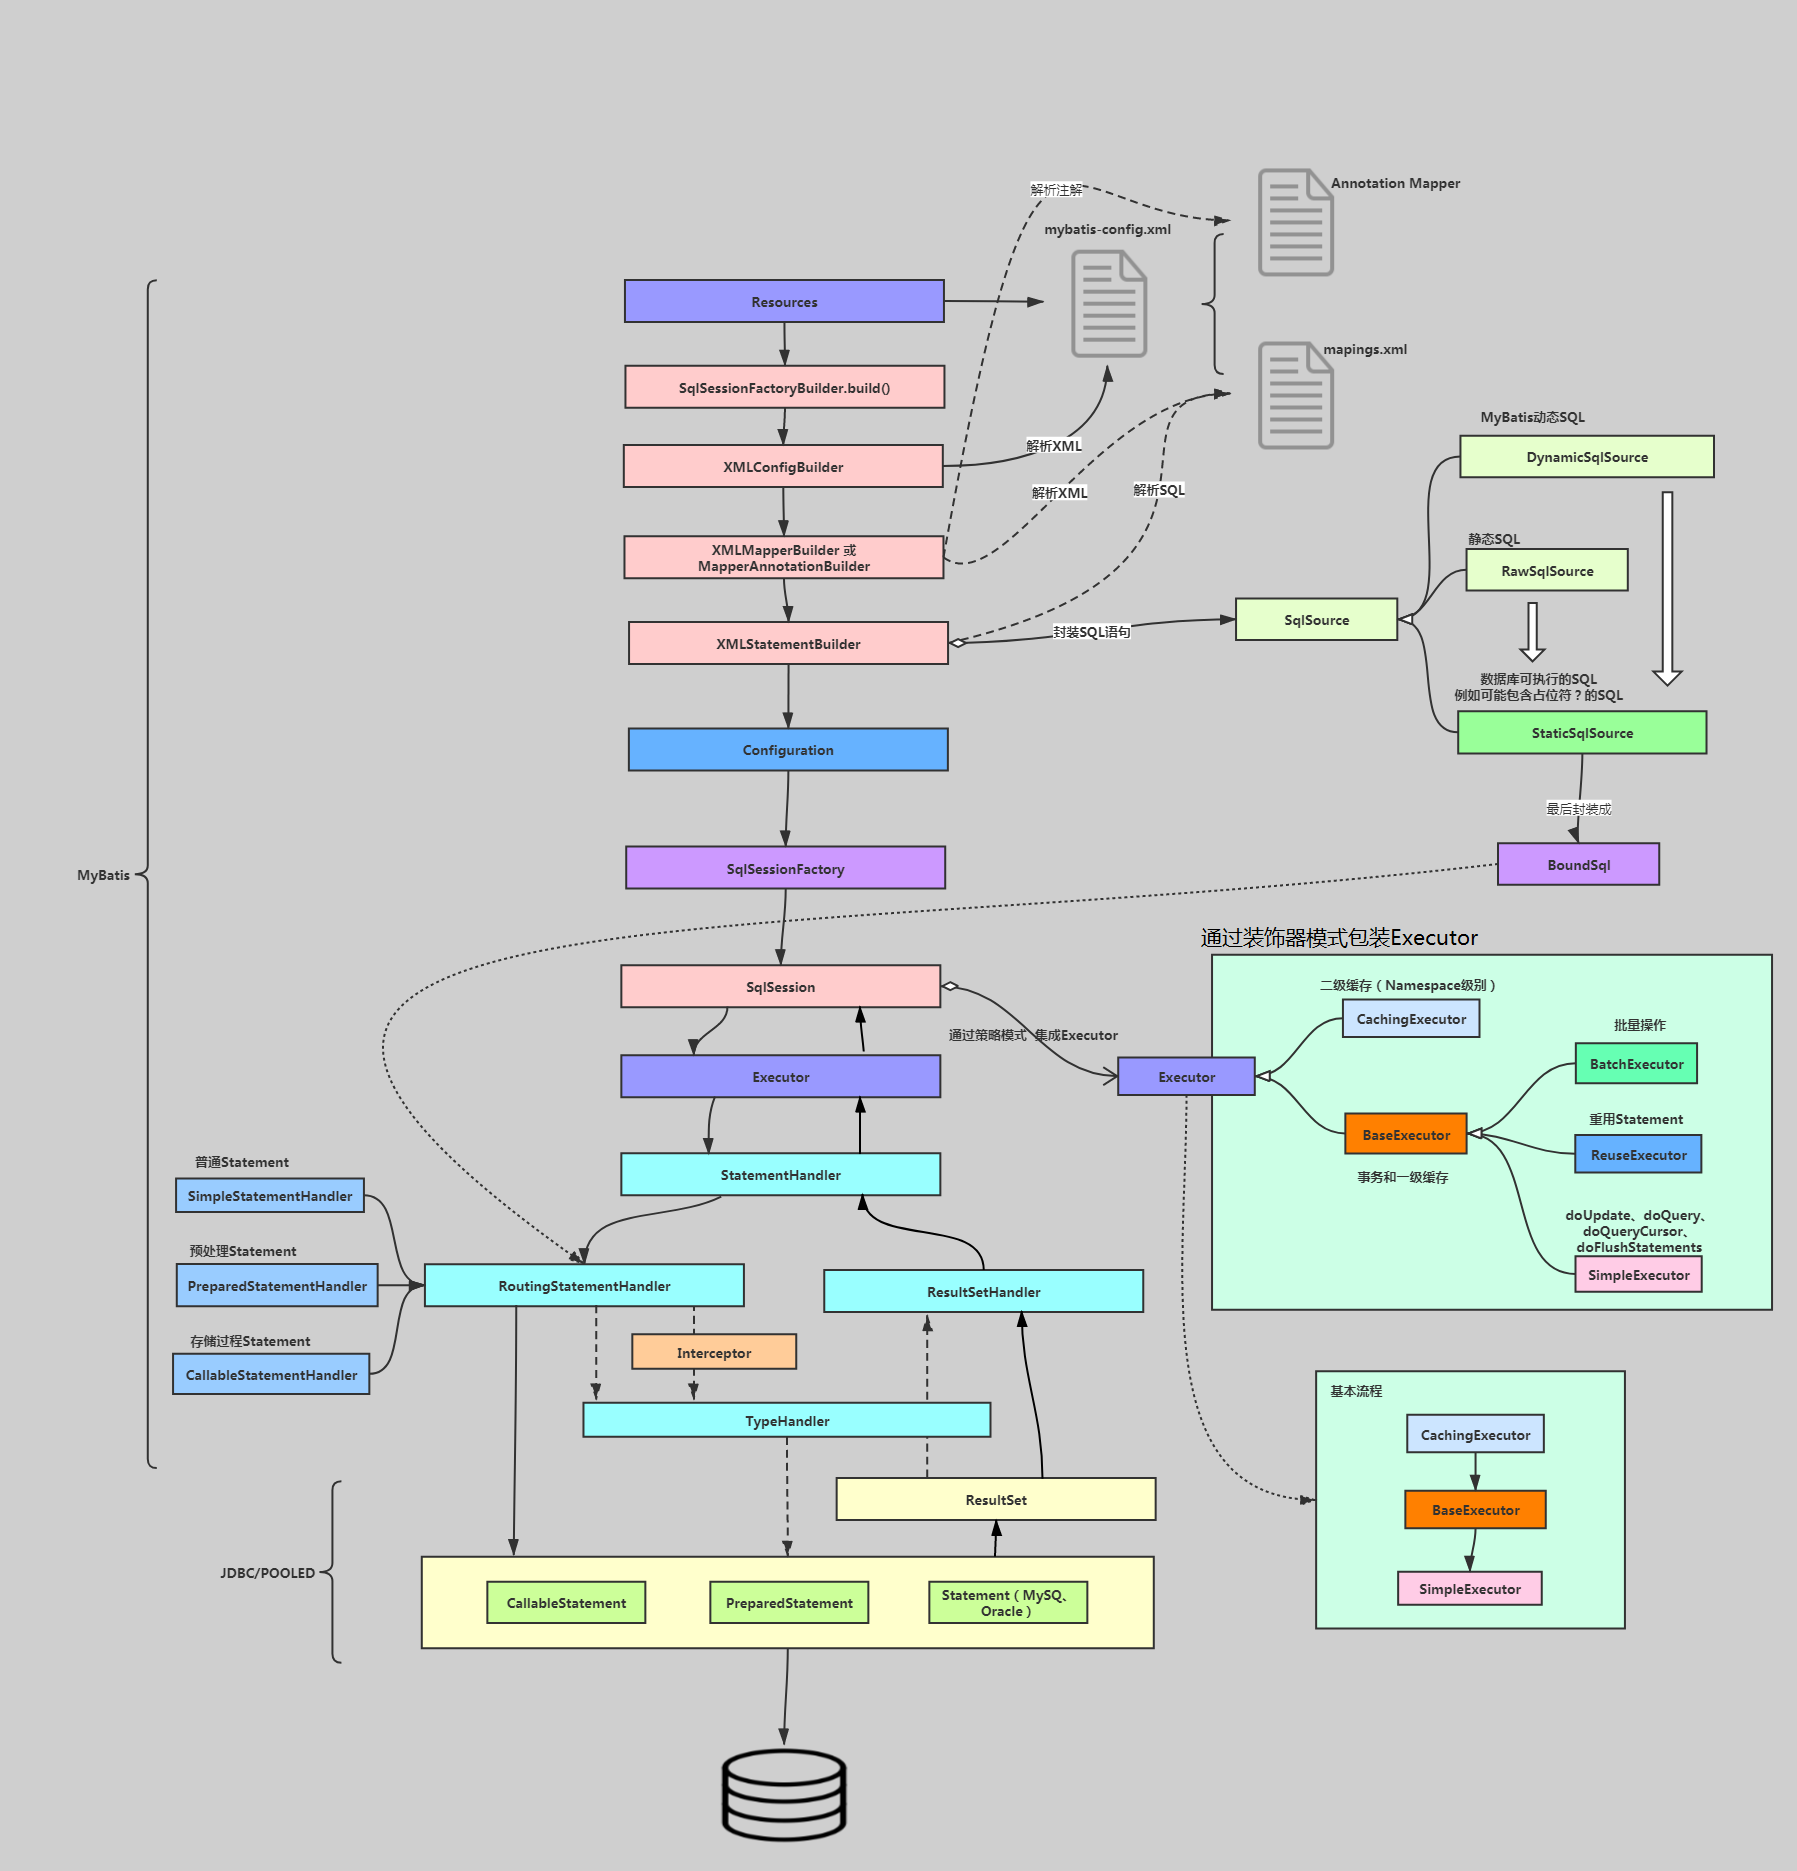 解析注解
Annotation Mapper
mybatis-config.xml
Resources
mapings.xml
SqlSessionFactoryBuilder.build()
MyBatis动态SQL
解析XML
DynamicSqlSource
XMLConfigBuilder
解析XML
解析SQL
静态SQL
XMLMapperBuilder 或
MapperAnnotationBuilder
RawSqlSource
SqlSource
封装SQL语句
XMLStatementBuilder
数据库可执行的SQL
例如可能包含占位符？的SQL
StaticSqlSource
Configuration
最后封装成
SqlSessionFactory
BoundSql
MyBatis
通过装饰器模式包装Executor
SqlSession
二级缓存（Namespace级别）
CachingExecutor
通过策略模式 集成Executor
批量操作
BatchExecutor
Executor
Executor
BaseExecutor
重用Statement
ReuseExecutor
StatementHandler
事务和一级缓存
普通Statement
SimpleStatementHandler
doUpdate、doQuery、
doQueryCursor、
doFlushStatements
SimpleExecutor
预处理Statement
PreparedStatementHandler
RoutingStatementHandler
ResultSetHandler
存储过程Statement
CallableStatementHandler
Interceptor
TypeHandler
基本流程
CachingExecutor
ResultSet
BaseExecutor
JDBC/POOLED
CallableStatement
PreparedStatement
Statement（MySQ、
Oracle）
SimpleExecutor